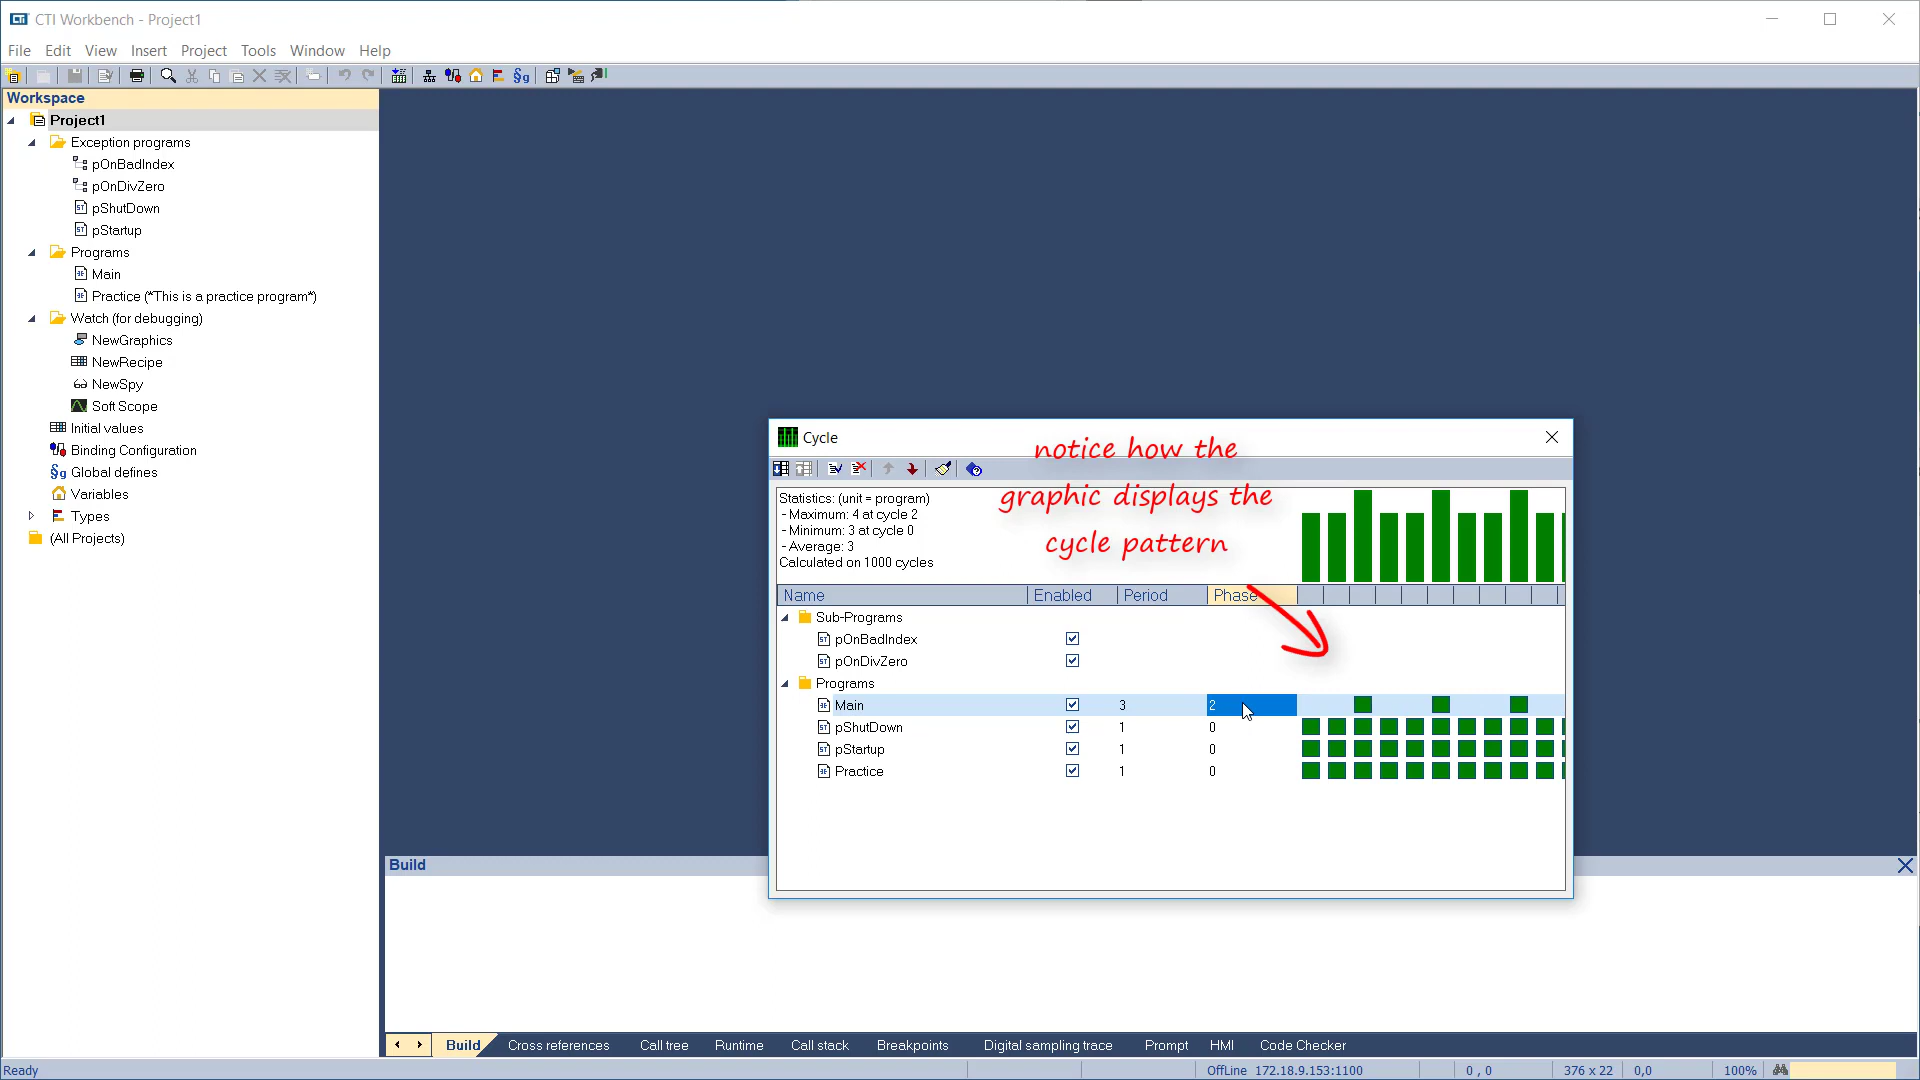 CTI Workbench - Project1
File Edit View Insert Project Tools Window Help
Workspace
Project1
Exception programs
pOnBadIndex
pOnDivZero
pShutDown
pStartup
Programs
Main
Practice (*This is a practice program*)
Watch (for debugging)
NewGraphics
NewRecipe
NewSpy
Soft Scope
Initial values
Binding Configuration
Global defines
Variables
Types
(All Projects)
Cycle
notice how the
graphic displays the
cycle pattern
Statistics: (unit = program)
- Maximum: 4 at cycle 2
- Minimum: 3 at cycle 0
- Average: 3
Calculated on 1000 cycles
Name Enabled Period Phase
Sub-Programs
pOnBadIndex
pOnDivZero
Programs
Main 3 2
pShutDown 1 0
pStartup 1 0
Practice 1 0
Build
Build Cross references Call tree Runtime Call stack Breakpoints Digital sampling trace Prompt HMI Code Checker
Ready OffLine 172.18.9.153:1100 0 , 0 376 x 22 0,0 100%